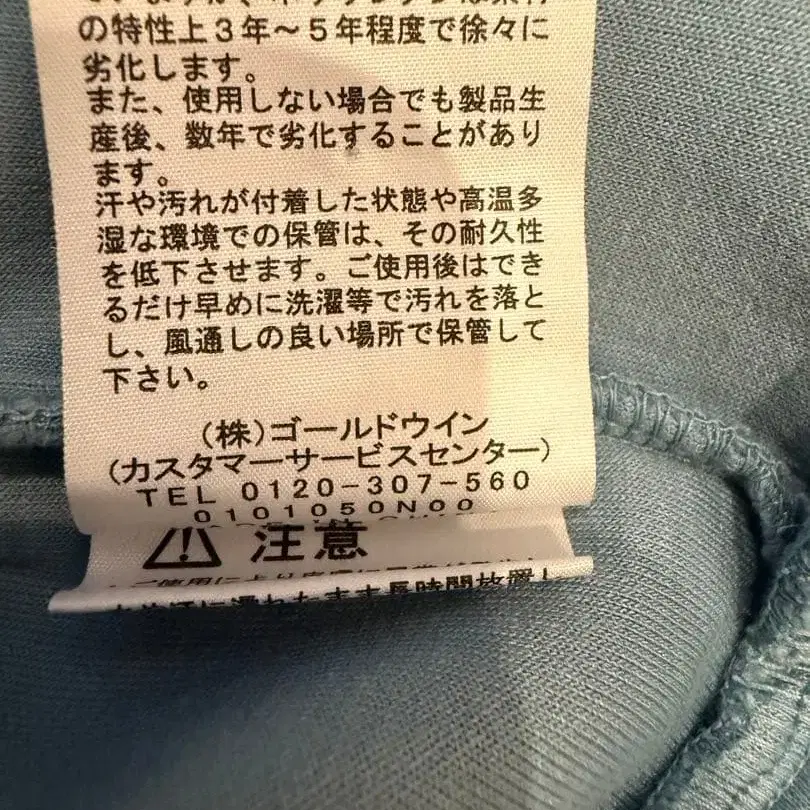 の特性上3年～5年程度で徐々に
劣化します。
また、使用しない場合でも製品生
産後、数年で劣化することがあり
ます。
汗や汚れが付着した状態や高温多
湿な環境での保管は、その耐久性
を低下させます。ご使用後はでき
るだけ早めに洗濯等で汚れを落と
し、風通しの良い場所で保管して
下さい。
(株)ゴールドウイン
(カスタマーサービスセンター)
TEL 0120-307-560
0101050N00
注意